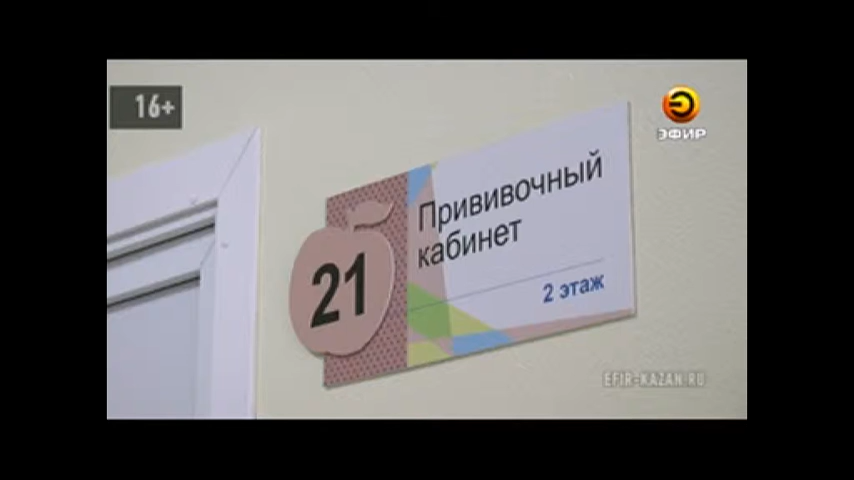 16+
ЭФИР
Прививочный
кабинет
21
2 этаж
EFIR-KAZAN.RU